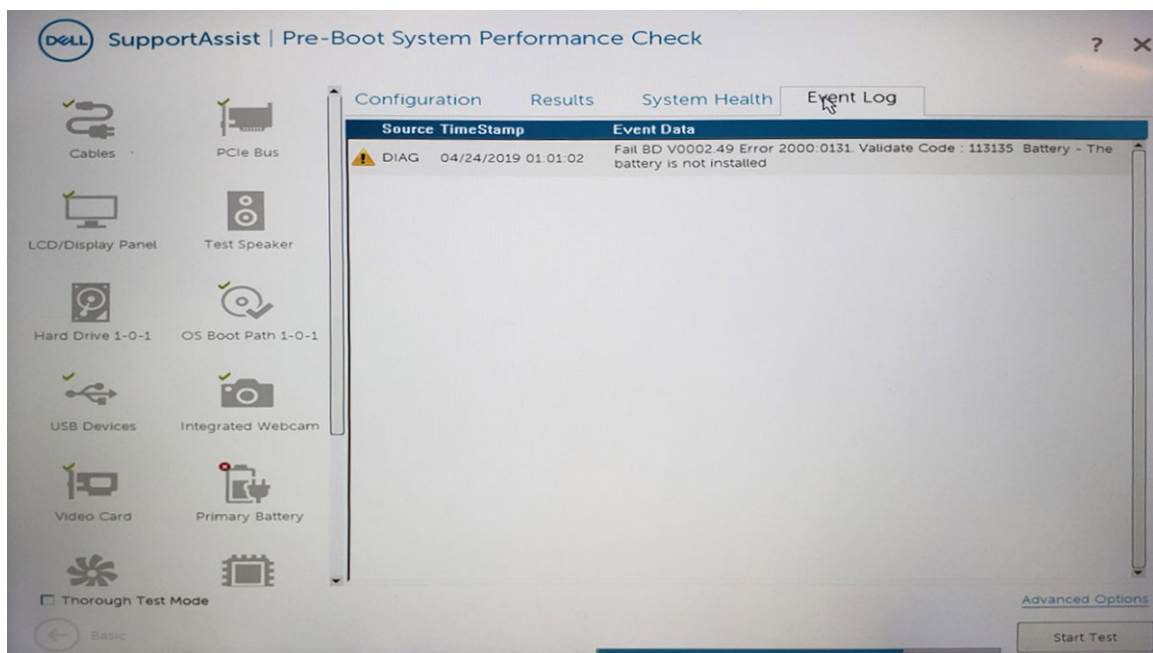 DELL SupportAssist | Pre-Boot System Performance Check ? X
Configuration Results System Health Event Log
Source TimeStamp Event Data
DIAG 04/24/2019 01:01:02 Fail BD V0002.49 Error 2000:0131. Validate Code : 113135 Battery - The
battery is not installed
Cables PCIe Bus
LCD/Display Panel Test Speaker
Hard Drive 1-0-1 OS Boot Path 1-0-1
USB Devices Integrated Webcam
Video Card Primary Battery
Thorough Test Mode
Advanced Options
Basic
Start Test